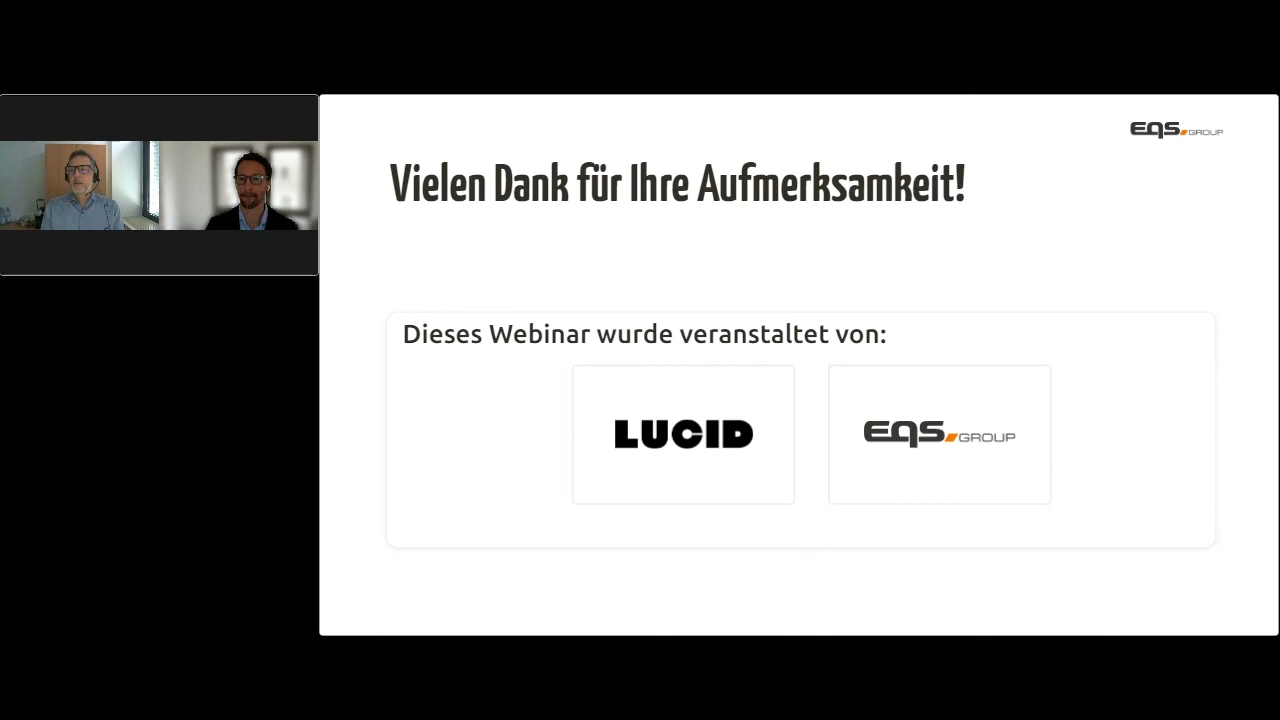 EQS GROUP
Vielen Dank für Ihre Aufmerksamkeit!
Dieses Webinar wurde veranstaltet von:
LUCID
EQS GROUP